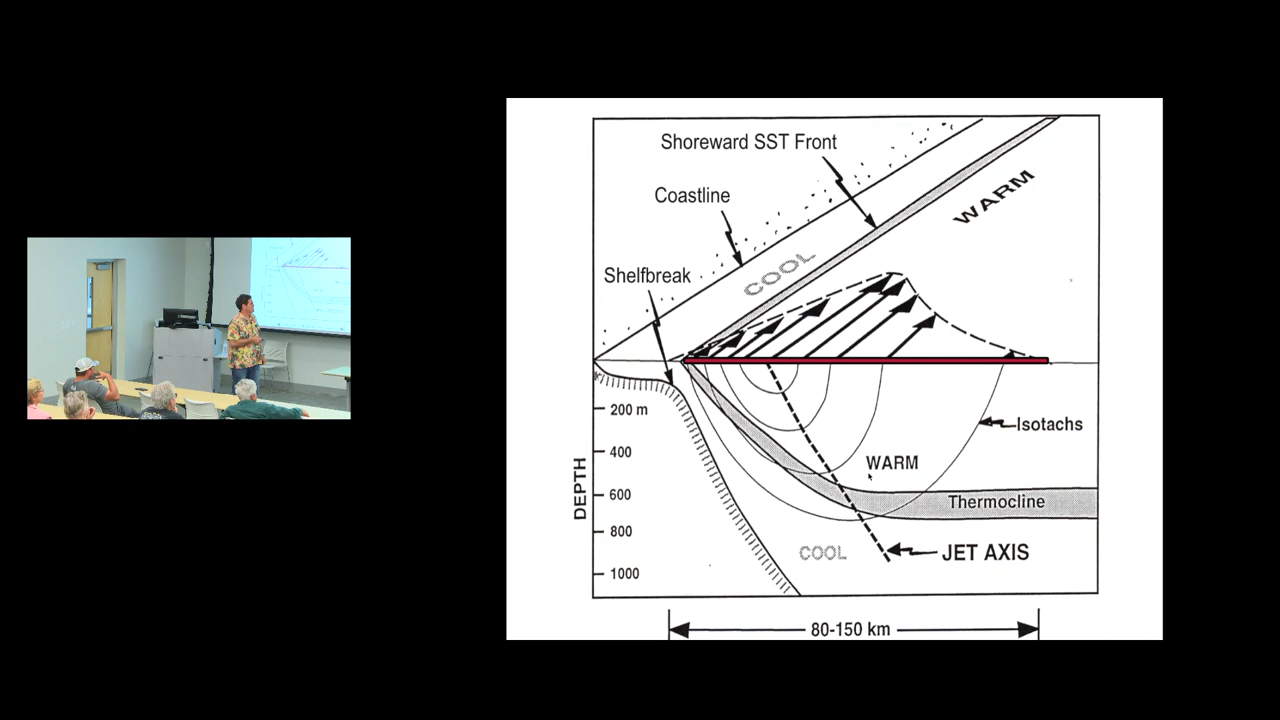 Shoreward SST Front
Coastline
WARM
COOL
Shelfbreak
200 m
Isotachs
400
WARM
DEPTH
600
Thermocline
800
COOL
JET AXIS
1000
80-150 km